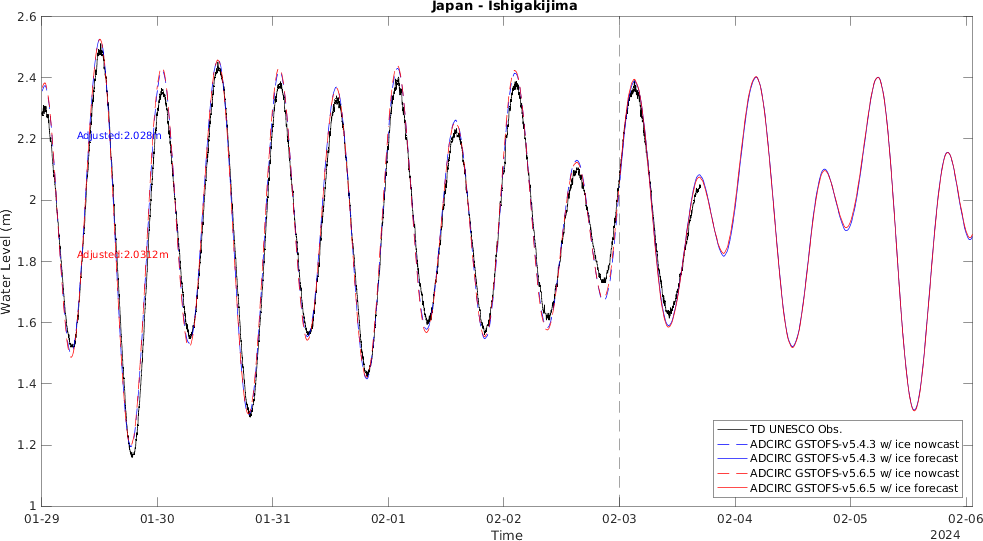 Japan - Ishigakijima
2.6
2.4
2.2
2
1.8
1.6
1.4
1.2
1
Water Level (m)
Adjusted:2.028m
Adjusted:2.0312m
TD UNESCO Obs.
ADCIRC GSTOFS-v5.4.3 w/ ice nowcast
ADCIRC GSTOFS-v5.4.3 w/ ice forecast
ADCIRC GSTOFS-v5.6.5 w/ ice nowcast
ADCIRC GSTOFS-v5.6.5 w/ ice forecast
01-29 01-30 01-31 02-01 02-02 02-03 02-04 02-05 02-06
Time
2024